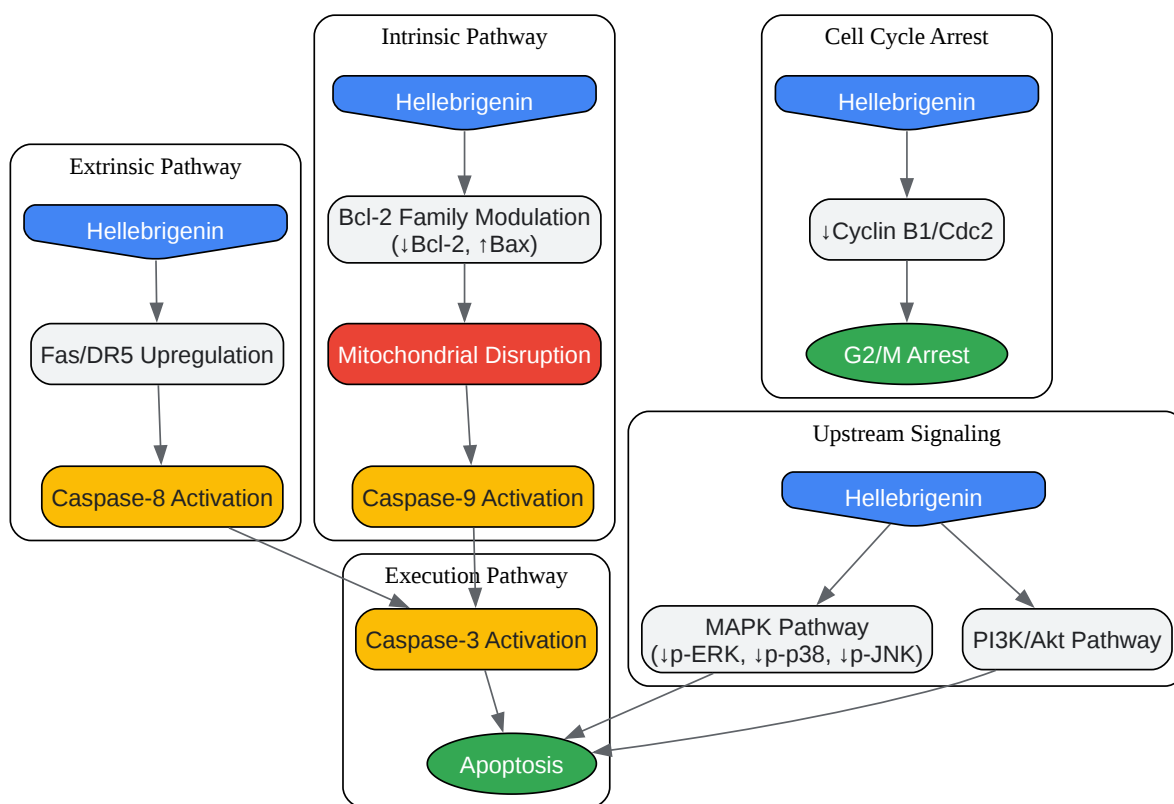 Extrinsic Pathway
Hellebrigenin
Fas/DR5 Upregulation
Caspase-8 Activation
Intrinsic Pathway
Hellebrigenin
Bcl-2 Family Modulation
(↓Bcl-2, ↑Bax)
Mitochondrial Disruption
Caspase-9 Activation
Execution Pathway
Caspase-3 Activation
Apoptosis
Cell Cycle Arrest
Hellebrigenin
↓Cyclin B1/Cdc2
G2/M Arrest
Upstream Signaling
Hellebrigenin
MAPK Pathway
(↓p-ERK, ↓p-p38, ↓p-JNK)
PI3K/Akt Pathway